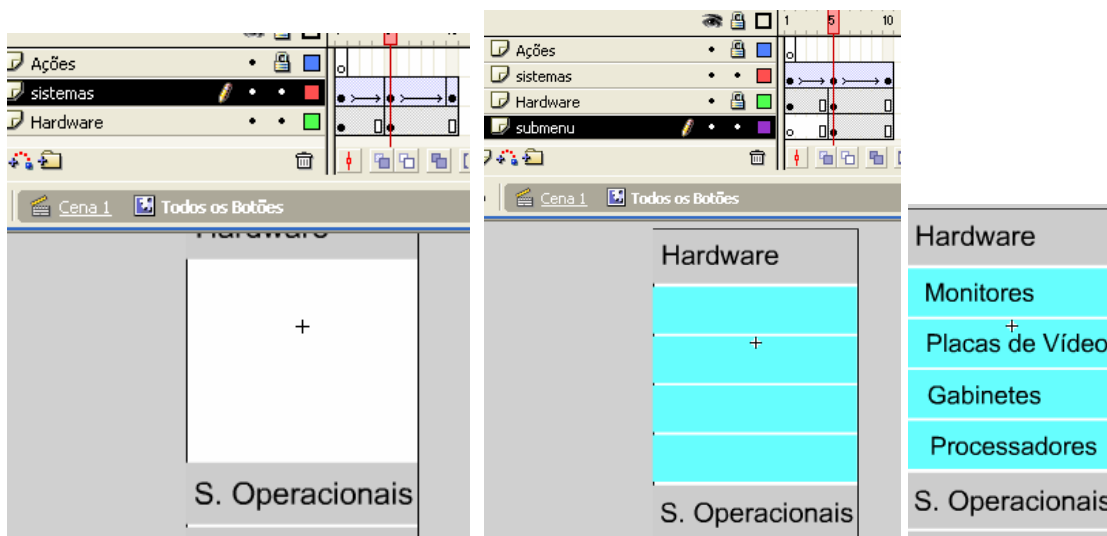 Ações
sistemas
Hardware
Cena 1 Todos os Botões
Hardware
S. Operacionais
1 5 10
Ações
sistemas
Hardware
submenu
Cena 1 Todos os Botões
Hardware
S. Operacionais
Hardware
Monitores
Placas de Vídeo
Gabinetes
Processadores
S. Operacionais